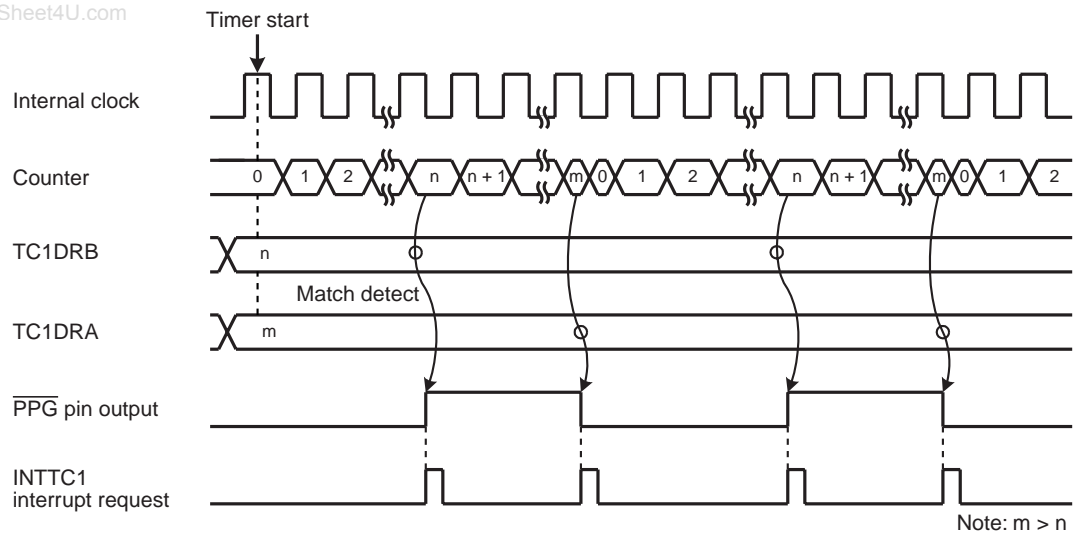 Sheet4U.com
Timer start
Internal clock
Counter
0 1 2 n n + 1 m 0 1 2 n n + 1 m 0 1 2
TC1DRB
n
Match detect
TC1DRA
m
PPG pin output
INTTC1
interrupt request
Note: m > n